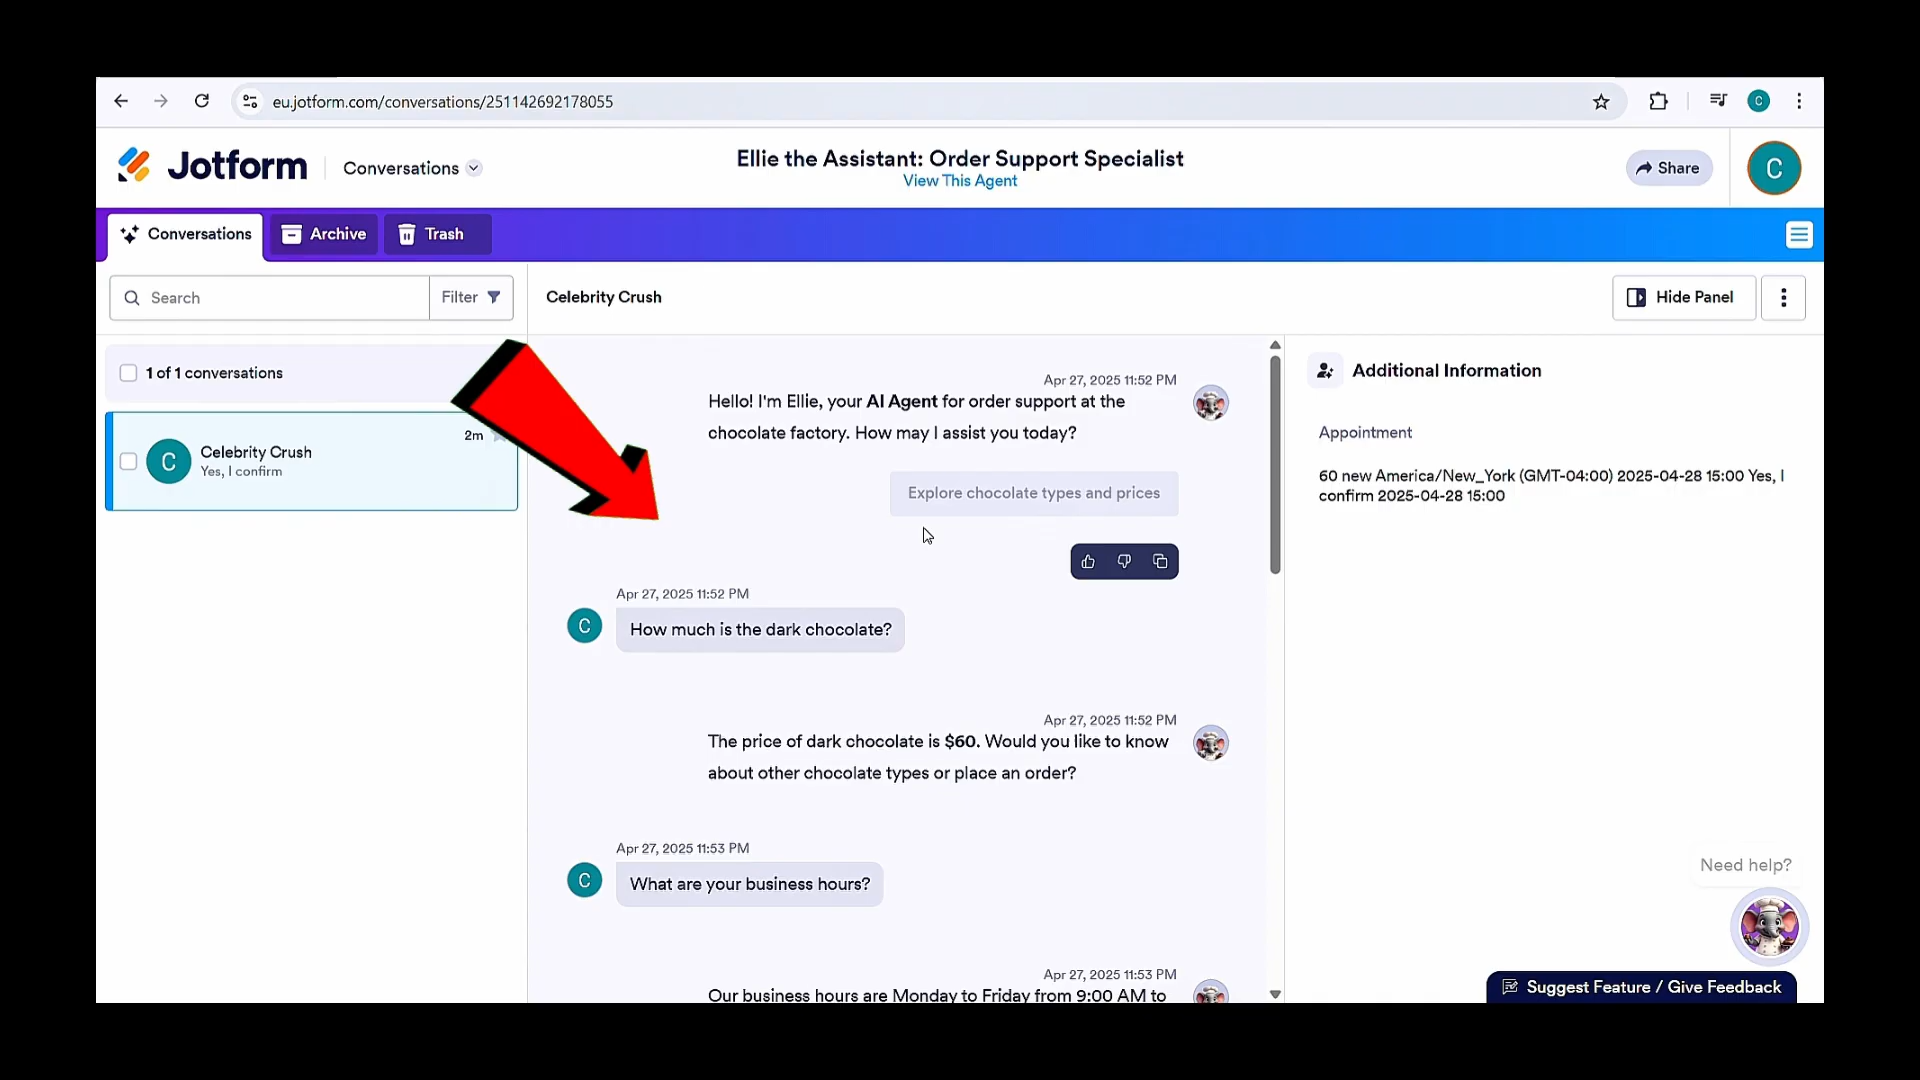 eu.jotform.com/conversations/251142692178055
C
Jotform
Conversations
Ellie the Assistant: Order Support Specialist
View This Agent
Share
C
Conversations
Archive
Trash
Search
Filter
Celebrity Crush
Hide Panel
1 of 1 conversations
C
Celebrity Crush
2m
Yes, I confirm
Apr 27, 2025 11:52 PM
Hello! I'm Ellie, your AI Agent for order support at the
chocolate factory. How may I assist you today?
Explore chocolate types and prices
Apr 27, 2025 11:52 PM
C
How much is the dark chocolate?
Apr 27, 2025 11:52 PM
The price of dark chocolate is $60. Would you like to know
about other chocolate types or place an order?
Apr 27, 2025 11:53 PM
C
What are your business hours?
Apr 27, 2025 11:53 PM
Our business hours are Monday to Friday from 9:00 AM to
Additional Information
Appointment
60 new America/New_York (GMT-04:00) 2025-04-28 15:00 Yes, I
confirm 2025-04-28 15:00
Need help?
Suggest Feature / Give Feedback